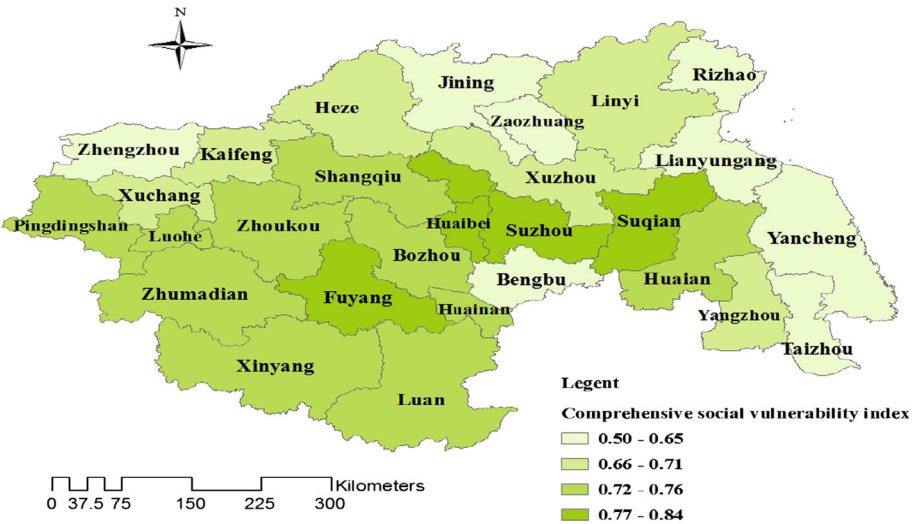 N
Jining
Rizhao
Heze
Linyi
Zaozhuang
Zhengzhou
Kaifeng
Lianyungang
Shangqiu
Xuzhou
Xuchang
Pingdingshan
Luohe
Zhoukou
Huaibei
Suzhou
Suqian
Yancheng
Bozhou
Bengbu
Huaian
Zhumadian
Fuyang
Huainan
Yangzhou
Taizhou
Xinyang
Luan
Legent
Comprehensive social vulnerability index
0.50 - 0.65
0.66 - 0.71
0.72 - 0.76
0.77 - 0.84
Kilometers
0 37.5 75 150 225 300